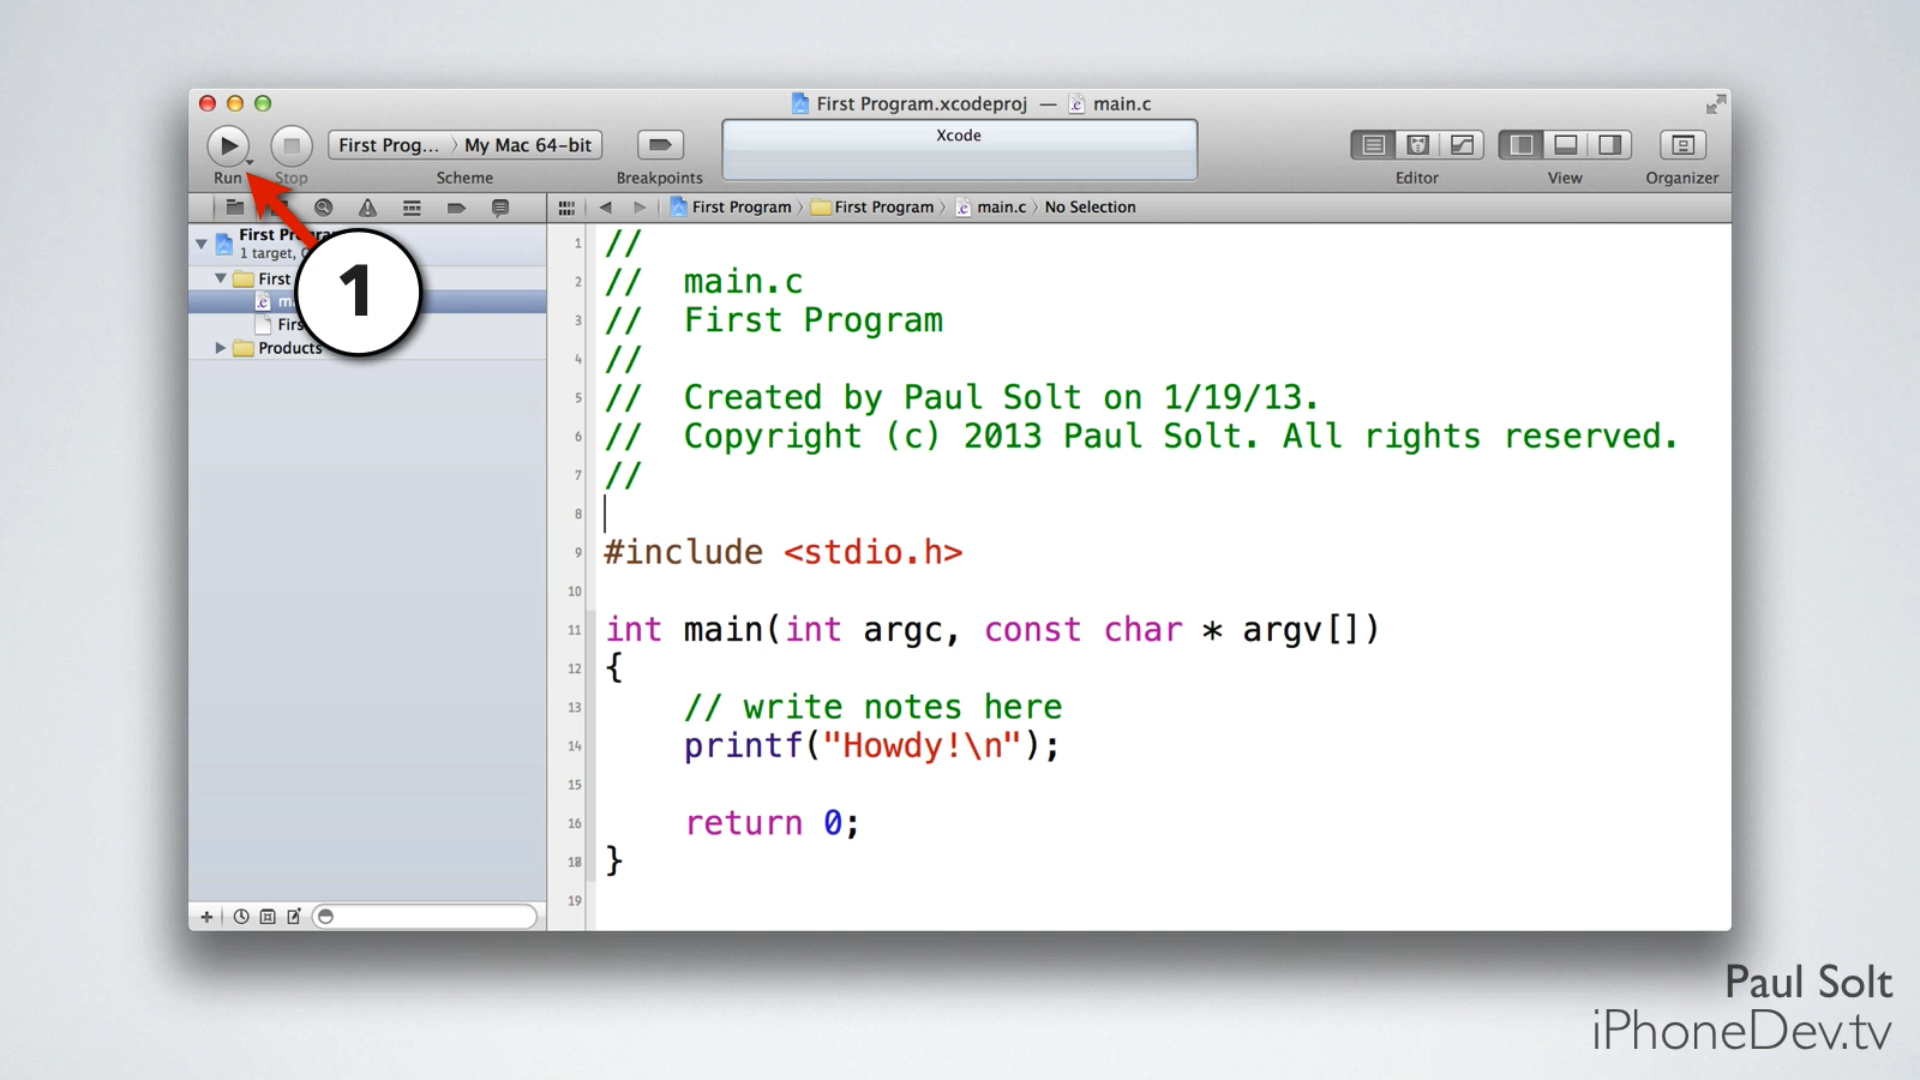 First Program.xcodeproj — main.c
First Prog... 〉 My Mac 64-bit
Xcode
Run Stop Scheme Breakpoints Editor View Organizer
First Program 〉 First Program 〉 main.c 〉 No Selection
First
1 target,
First
Firs
Products
1
1 //
2 // main.c
3 // First Program
4 //
5 // Created by Paul Solt on 1/19/13.
6 // Copyright (c) 2013 Paul Solt. All rights reserved.
7 //
8
9 #include <stdio.h>
10
11 int main(int argc, const char * argv[])
12 {
13 // write notes here
14 printf("Howdy!\n");
15
16 return 0;
18 }
19
Paul Solt
iPhoneDev.tv